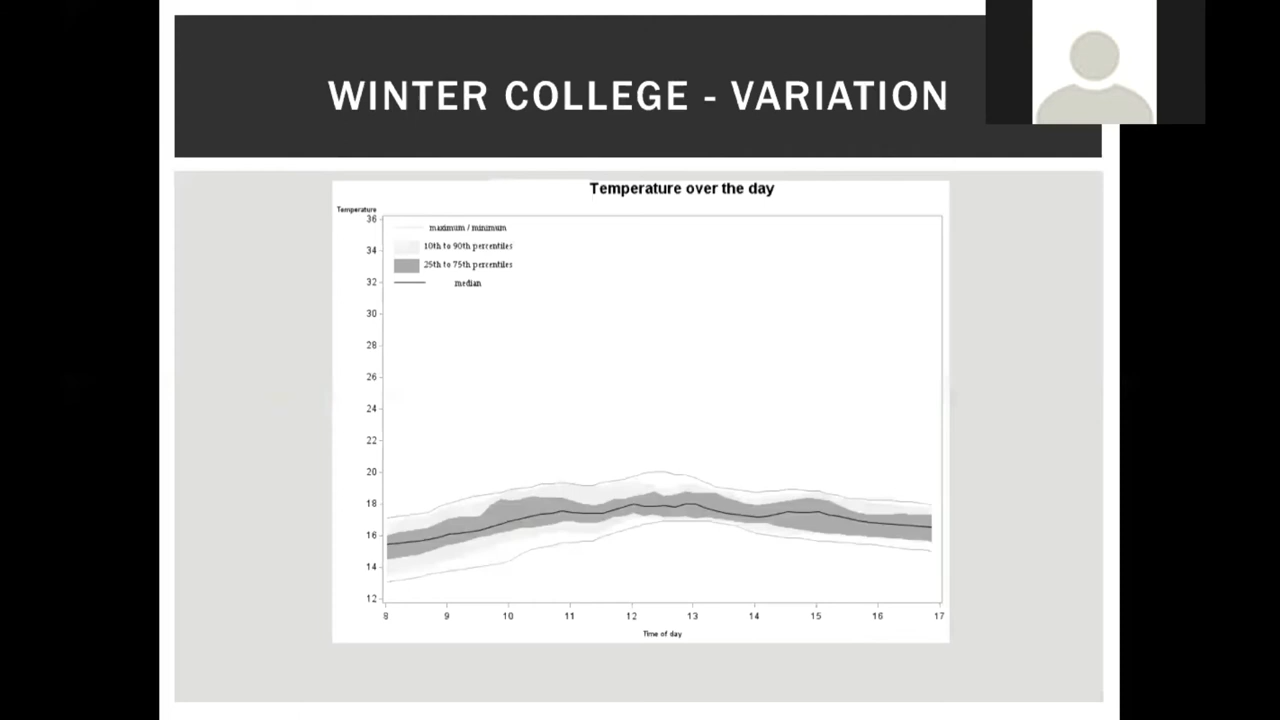 WINTER COLLEGE - VARIATION
Temperature over the day
Temperature
36
34
32
30
28
26
24
22
20
18
16
14
12
maximum / minimum
10th to 90th percentiles
25th to 75th percentiles
median
8 9 10 11 12 13 14 15 16 17
Time of day